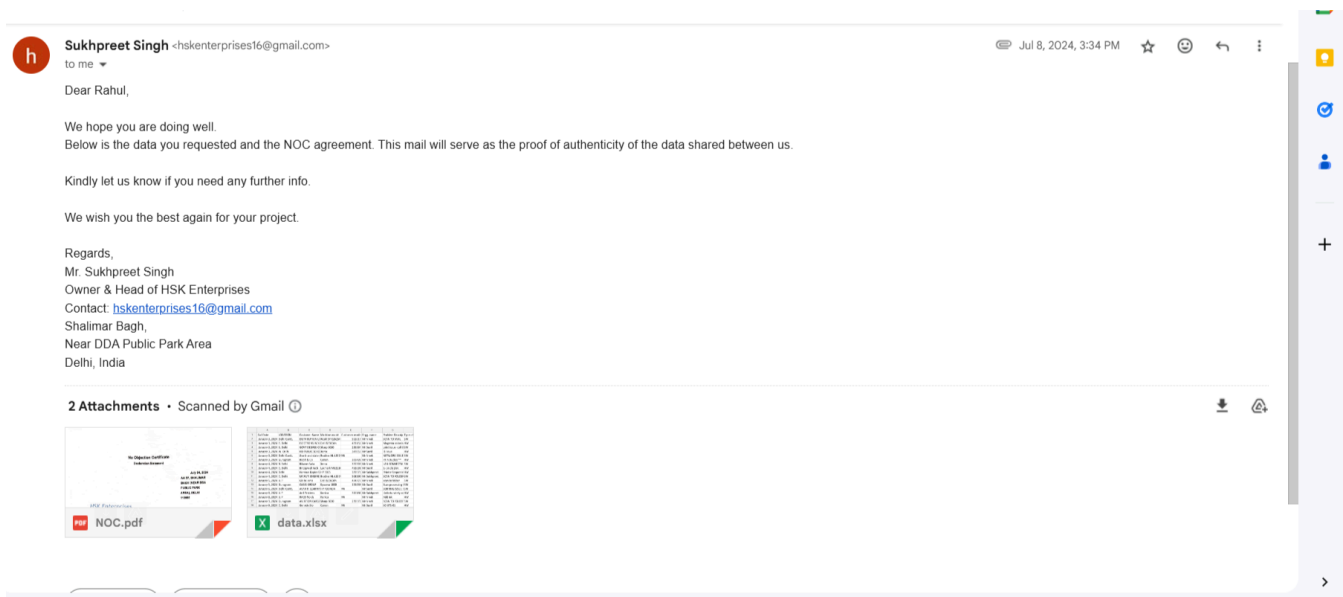 h
Sukhpreet Singh <hskenterprises16@gmail.com>
Jul 8, 2024, 3:34 PM
to me
Dear Rahul,
We hope you are doing well.
Below is the data you requested and the NOC agreement. This mail will serve as the proof of authenticity of the data shared between us.
Kindly let us know if you need any further info.
We wish you the best again for your project.
Regards,
Mr. Sukhpreet Singh
Owner & Head of HSK Enterprises
Contact: hskenterprises16@gmail.com
Shalimar Bagh,
Near DDA Public Park Area
Delhi, India
2 Attachments • Scanned by Gmail
No Objection Certificate
HSK Enterprises
PDF NOC.pdf
X data.xlsx